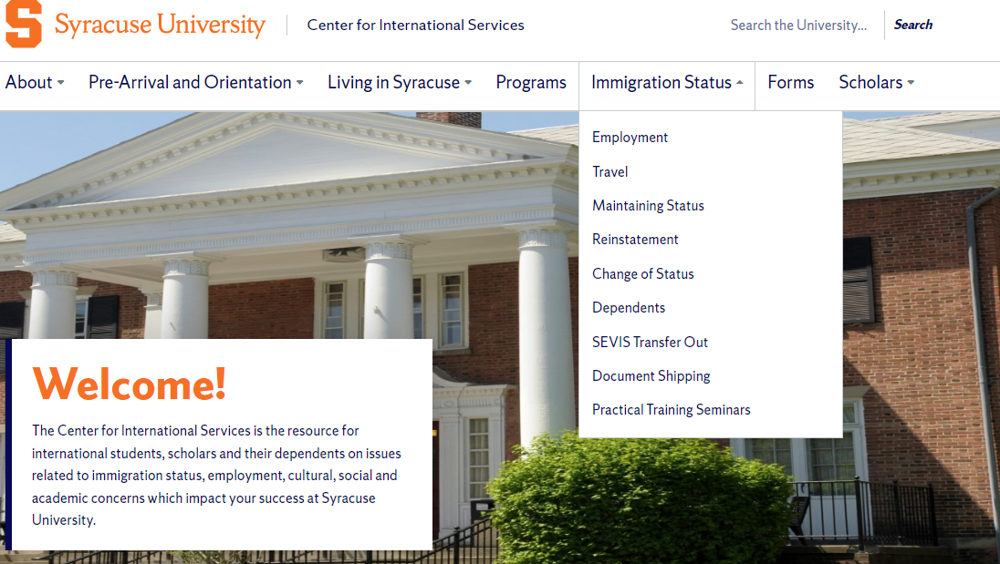 S Syracuse University Center for International Services Search the University... Search
About Pre-Arrival and Orientation Living in Syracuse Programs Immigration Status Forms Scholars
Employment
Travel
Maintaining Status
Reinstatement
Change of Status
Dependents
SEVIS Transfer Out
Document Shipping
Practical Training Seminars
Welcome!
The Center for International Services is the resource for
international students, scholars and their dependents on issues
related to immigration status, employment, cultural, social and
academic concerns which impact your success at Syracuse
University.